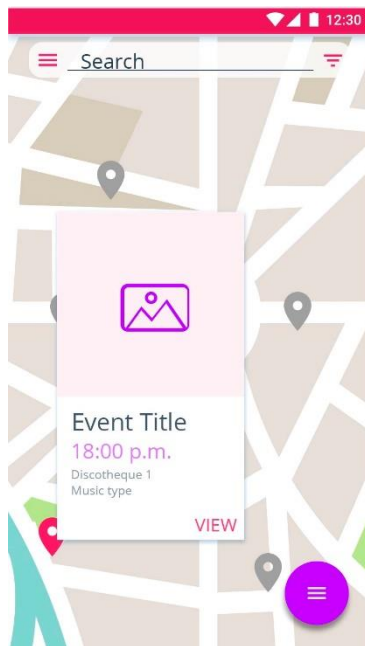 12:30
Search
Event Title
18:00 p.m.
Discotheque 1
Music type
VIEW